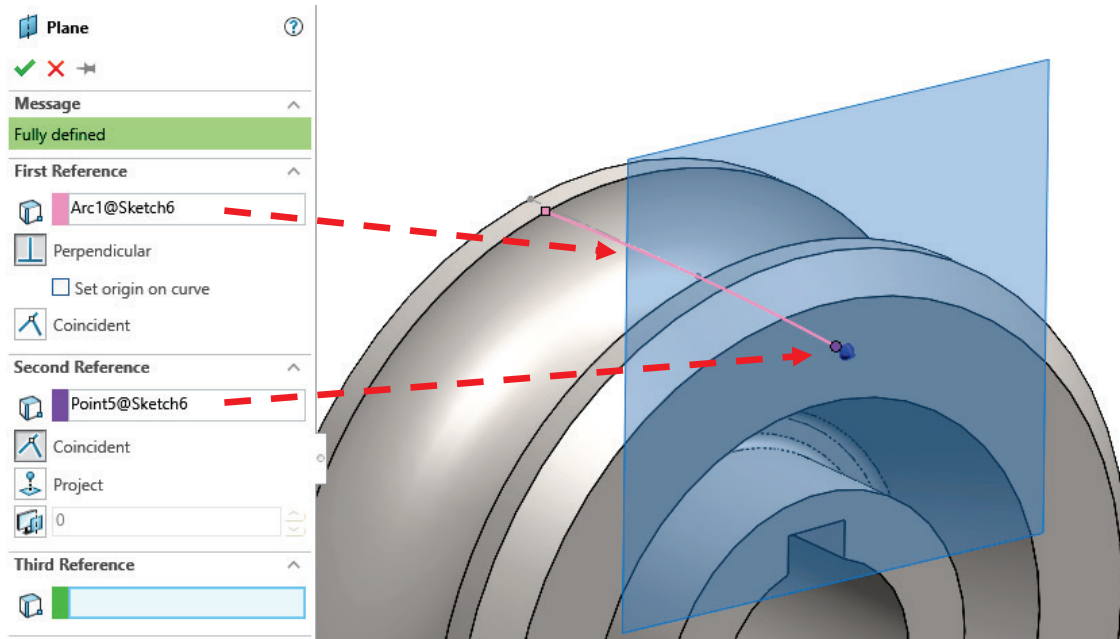 Plane
Message
Fully defined
First Reference
Arc1@Sketch6
Perpendicular
Set origin on curve
Coincident
Second Reference
Point5@Sketch6
Coincident
Project
0
Third Reference